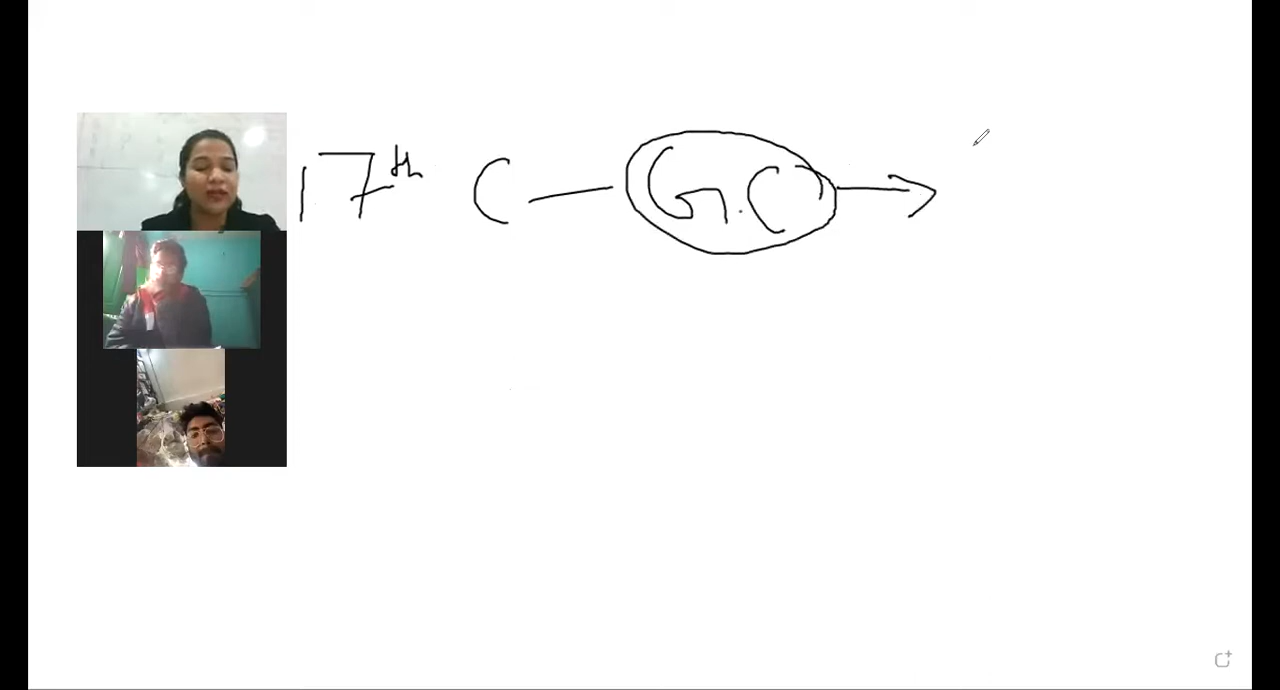 17th C — G.C →